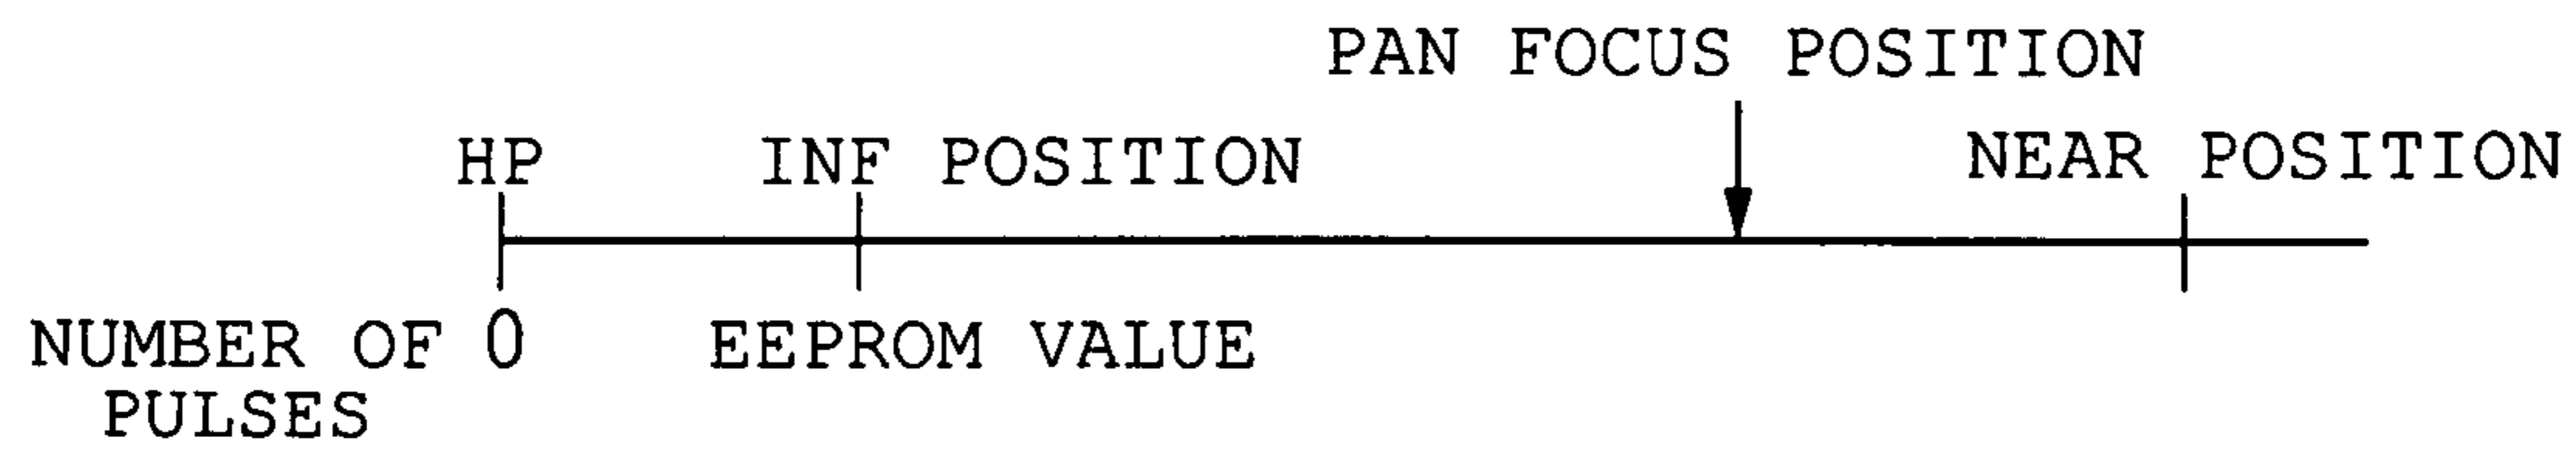 PAN FOCUS POSITION
HP
INF POSITION
NEAR POSITION
NUMBER OF PULSES
0
EEPROM VALUE